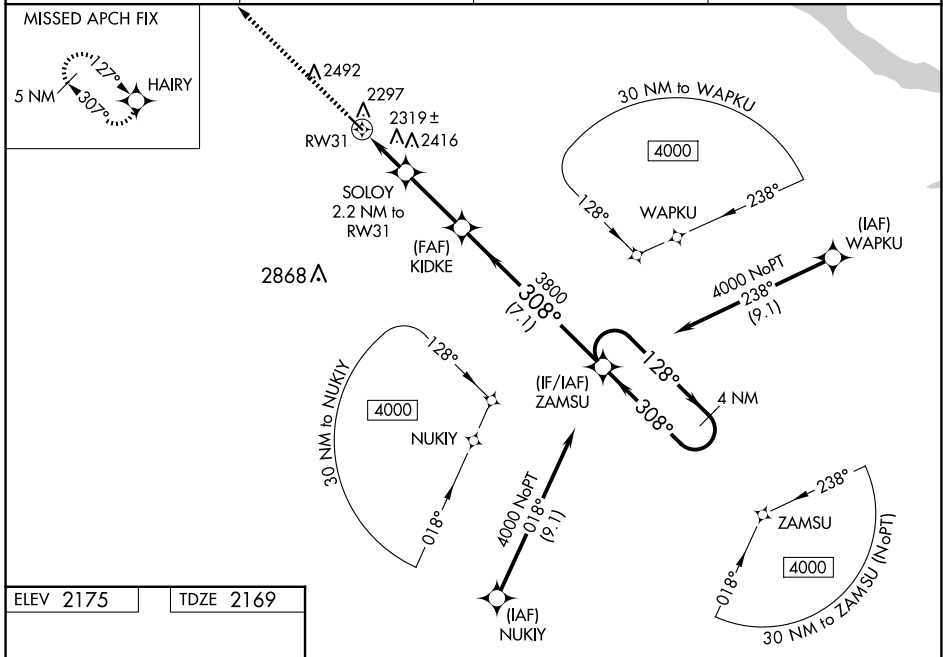 MISSED APCH FIX
127°
HAIRY
5 NM
307°
2492
2297
RW31
2319 ±
2416
SOLOY
2.2 NM to
RW31
(FAF)
KIDKE
2868
3800
308°
(7.1)
30 NM to WAPKU
4000
128°
WAPKU
238°
(IAF)
WAPKU
4000 NoPT
238°
(9.1)
(IF/IAF)
ZAMSU
128°
308°
4 NM
30 NM to NUKIY
128°
4000
NUKIY
018°
4000 NoPT
018°
(9.1)
(IAF)
NUKIY
238°
ZAMSU
4000
018°
30 NM to ZAMSU (NoPT)
ELEV 2175
TDZE 2169